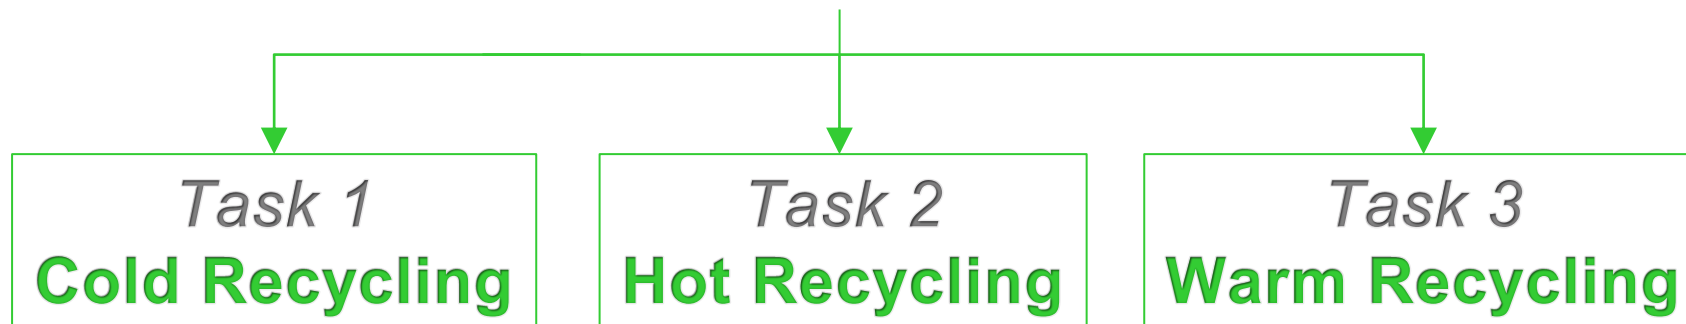 Task 1
Cold Recycling
Task 2
Hot Recycling
Task 3
Warm Recycling